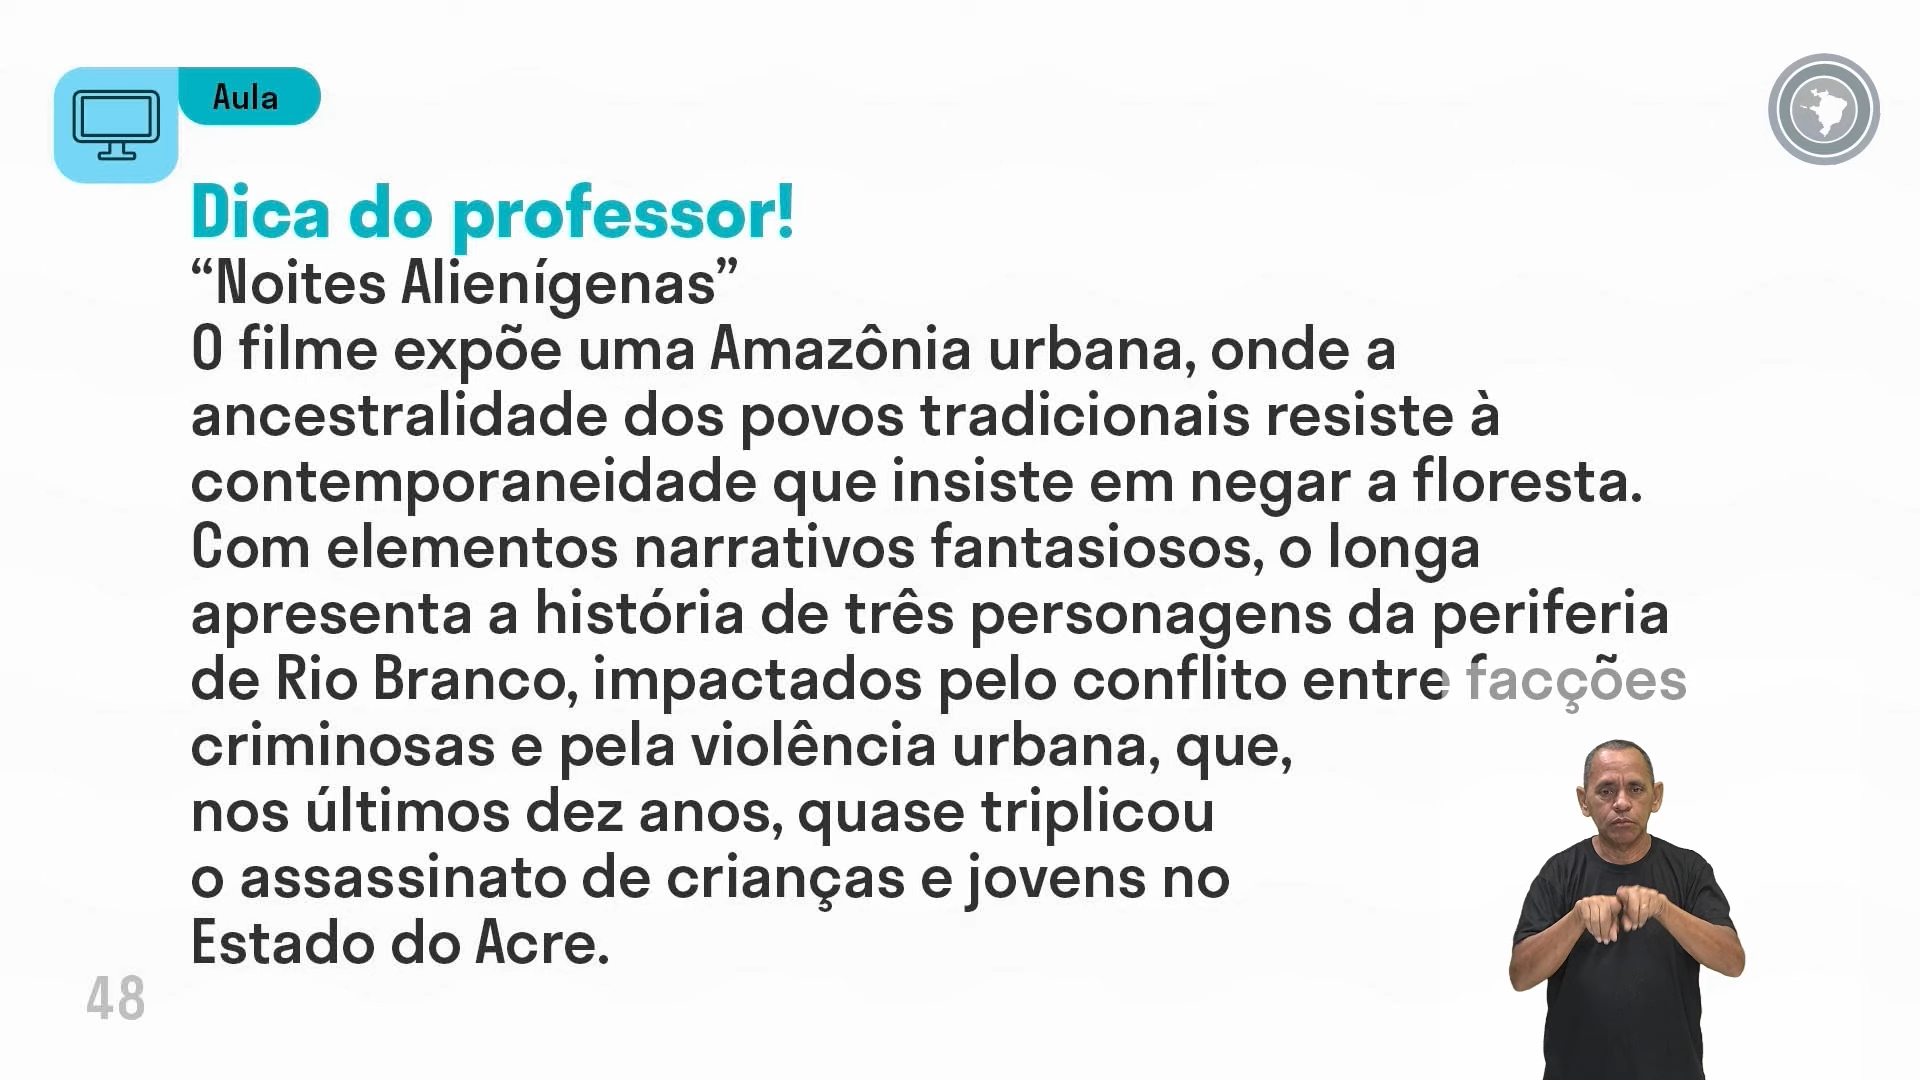 Aula
Dica do professor!
“Noites Alienígenas”
O filme expõe uma Amazônia urbana, onde a
ancestralidade dos povos tradicionais resiste à
contemporaneidade que insiste em negar a floresta.
Com elementos narrativos fantasiosos, o longa
apresenta a história de três personagens da periferia
de Rio Branco, impactados pelo conflito entre facções
criminosas e pela violência urbana, que,
nos últimos dez anos, quase triplicou
o assassinato de crianças e jovens no
Estado do Acre.
48